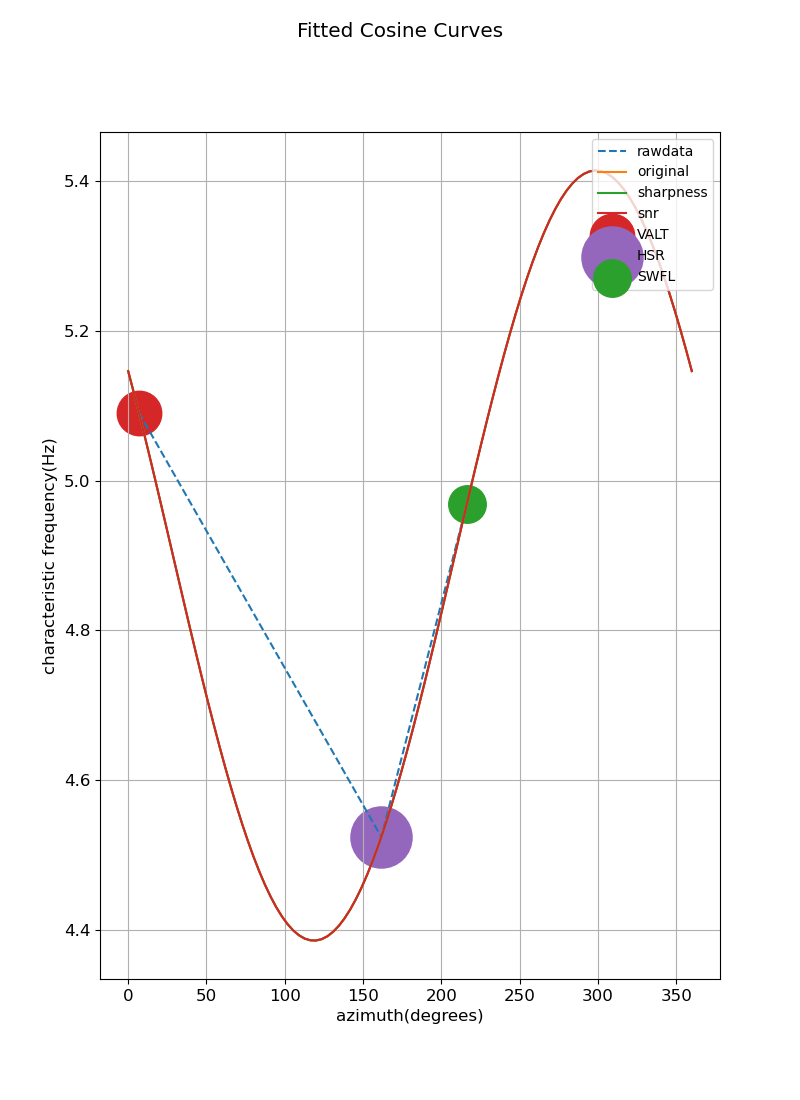 Fitted Cosine Curves
rawdata
original
sharpness
snr
VALT
HSR
SWFL
5.4
5.2
5.0
4.8
4.6
4.4
characteristic frequency(Hz)
0 50 100 150 200 250 300 350
azimuth(degrees)